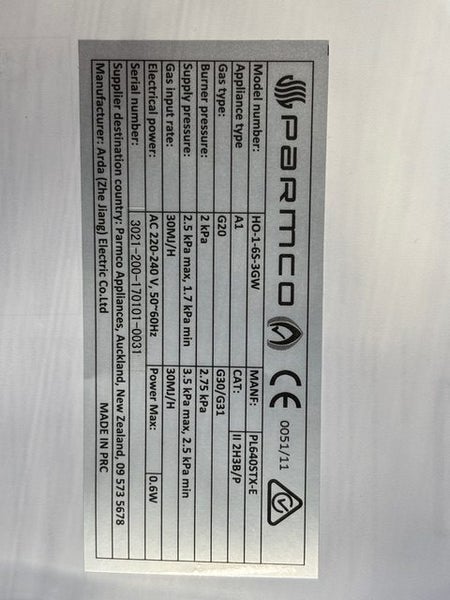 PARMCO CE 0051/11
Model number: HO-1-6S-3GW MANF: PL640STX-E
Appliance type A1 CAT: II 2H3B/P
Gas type: G20 G30/G31
Burner pressure: 2 kPa 2.75 kPa
Supply pressure: 2.5 kPa max, 1.7 kPa min 3.5 kPa max, 2.5 kPa min
Gas input rate: 30MJ/H 30MJ/H
Electrical power: AC 220-240 V, 50~60Hz Power Max: 0.6W
Serial number: 3021-200-170101-0031
Supplier destination country: Parmco Appliances, Auckland, New Zealand, 09 573 5678
Manufacturer: Arda (Zhe Jiang) Electric Co.Ltd MADE IN PRC